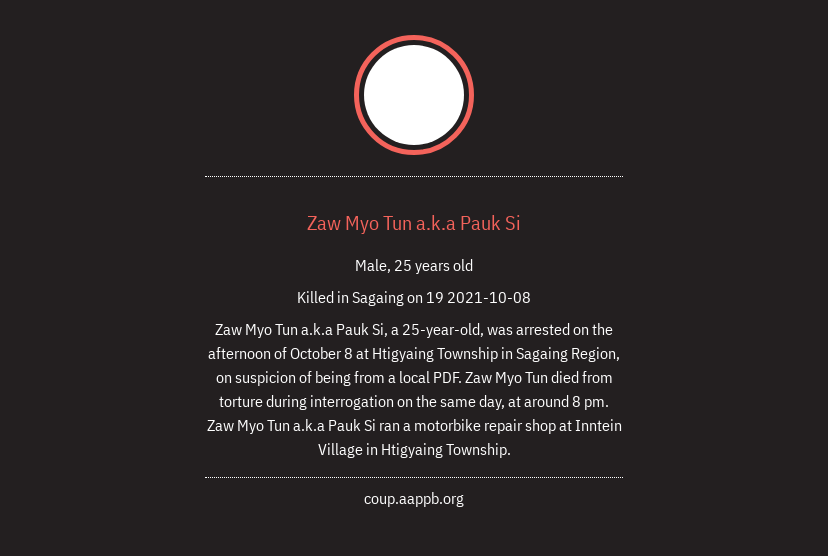 Zaw Myo Tun a.k.a Pauk Si
Male, 25 years old
Killed in Sagaing on 19 2021-10-08
Zaw Myo Tun a.k.a Pauk Si, a 25-year-old, was arrested on the
afternoon of October 8 at Htigyaing Township in Sagaing Region,
on suspicion of being from a local PDF. Zaw Myo Tun died from
torture during interrogation on the same day, at around 8 pm.
Zaw Myo Tun a.k.a Pauk Si ran a motorbike repair shop at Inntein
Village in Htigyaing Township.
coup.aappb.org